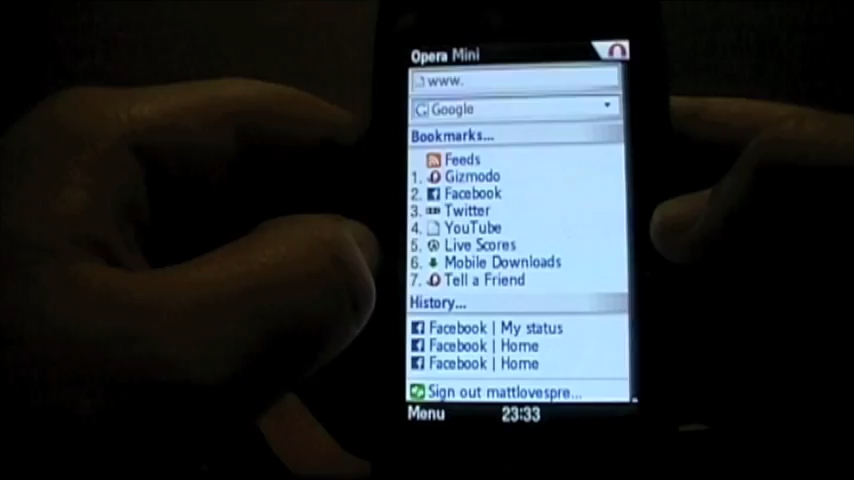 Opera Mini
www.
Google
Bookmarks...
Feeds
1. Gizmodo
2. Facebook
3. Twitter
4. YouTube
5. Live Scores
6. Mobile Downloads
7. Tell a Friend
History...
Facebook | My status
Facebook | Home
Facebook | Home
Sign out mattlovespre...
Menu 23:33